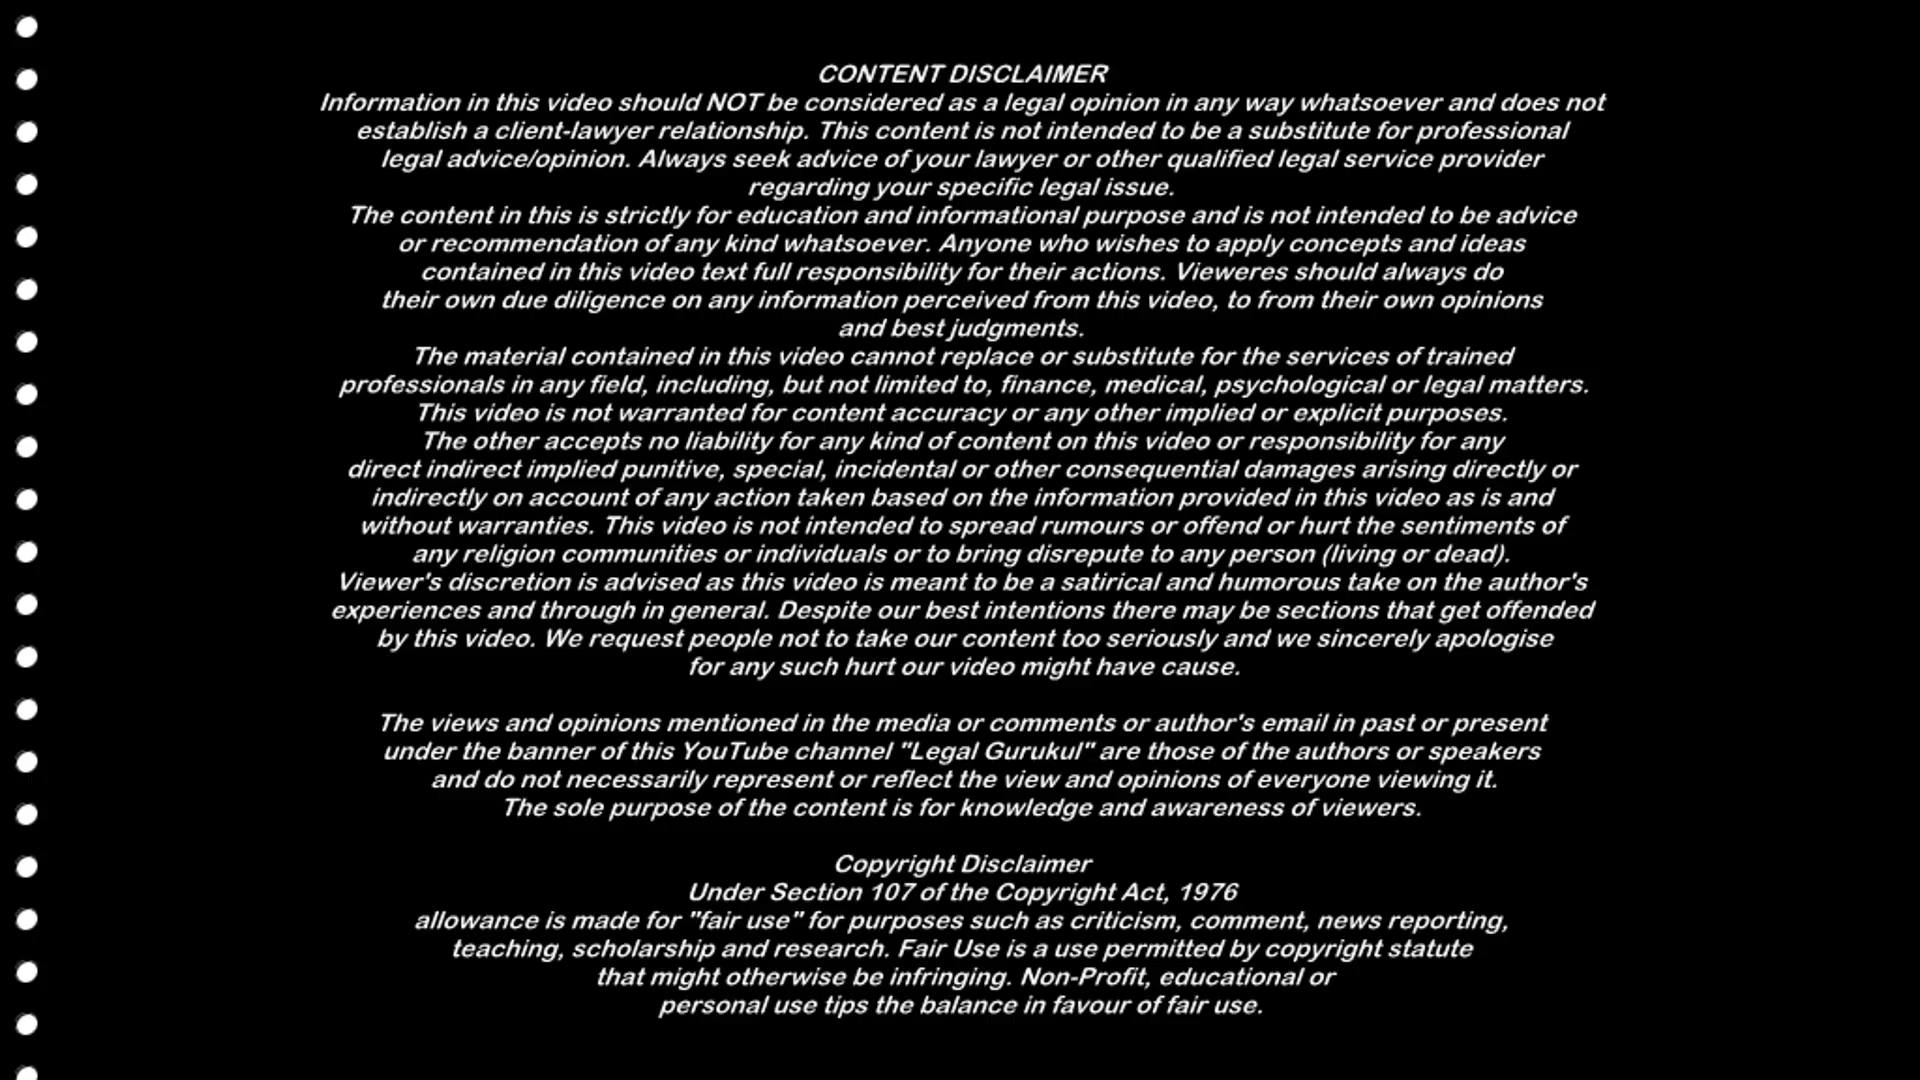 CONTENT DISCLAIMER
Information in this video should NOT be considered as a legal opinion in any way whatsoever and does not
establish a client-lawyer relationship. This content is not intended to be a substitute for professional
legal advice/opinion. Always seek advice of your lawyer or other qualified legal service provider
regarding your specific legal issue.
The content in this is strictly for education and informational purpose and is not intended to be advice
or recommendation of any kind whatsoever. Anyone who wishes to apply concepts and ideas
contained in this video text full responsibility for their actions. Vieweres should always do
their own due diligence on any information perceived from this video, to from their own opinions
and best judgments.
The material contained in this video cannot replace or substitute for the services of trained
professionals in any field, including, but not limited to, finance, medical, psychological or legal matters.
This video is not warranted for content accuracy or any other implied or explicit purposes.
The other accepts no liability for any kind of content on this video or responsibility for any
direct indirect implied punitive, special, incidental or other consequential damages arising directly or
indirectly on account of any action taken based on the information provided in this video as is and
without warranties. This video is not intended to spread rumours or offend or hurt the sentiments of
any religion communities or individuals or to bring disrepute to any person (living or dead).
Viewer's discretion is advised as this video is meant to be a satirical and humorous take on the author's
experiences and through in general. Despite our best intentions there may be sections that get offended
by this video. We request people not to take our content too seriously and we sincerely apologise
for any such hurt our video might have cause.
The views and opinions mentioned in the media or comments or author's email in past or present
under the banner of this YouTube channel "Legal Gurukul" are those of the authors or speakers
and do not necessarily represent or reflect the view and opinions of everyone viewing it.
The sole purpose of the content is for knowledge and awareness of viewers.
Copyright Disclaimer
Under Section 107 of the Copyright Act, 1976
allowance is made for "fair use" for purposes such as criticism, comment, news reporting,
teaching, scholarship and research. Fair Use is a use permitted by copyright statute
that might otherwise be infringing. Non-Profit, educational or
personal use tips the balance in favour of fair use.